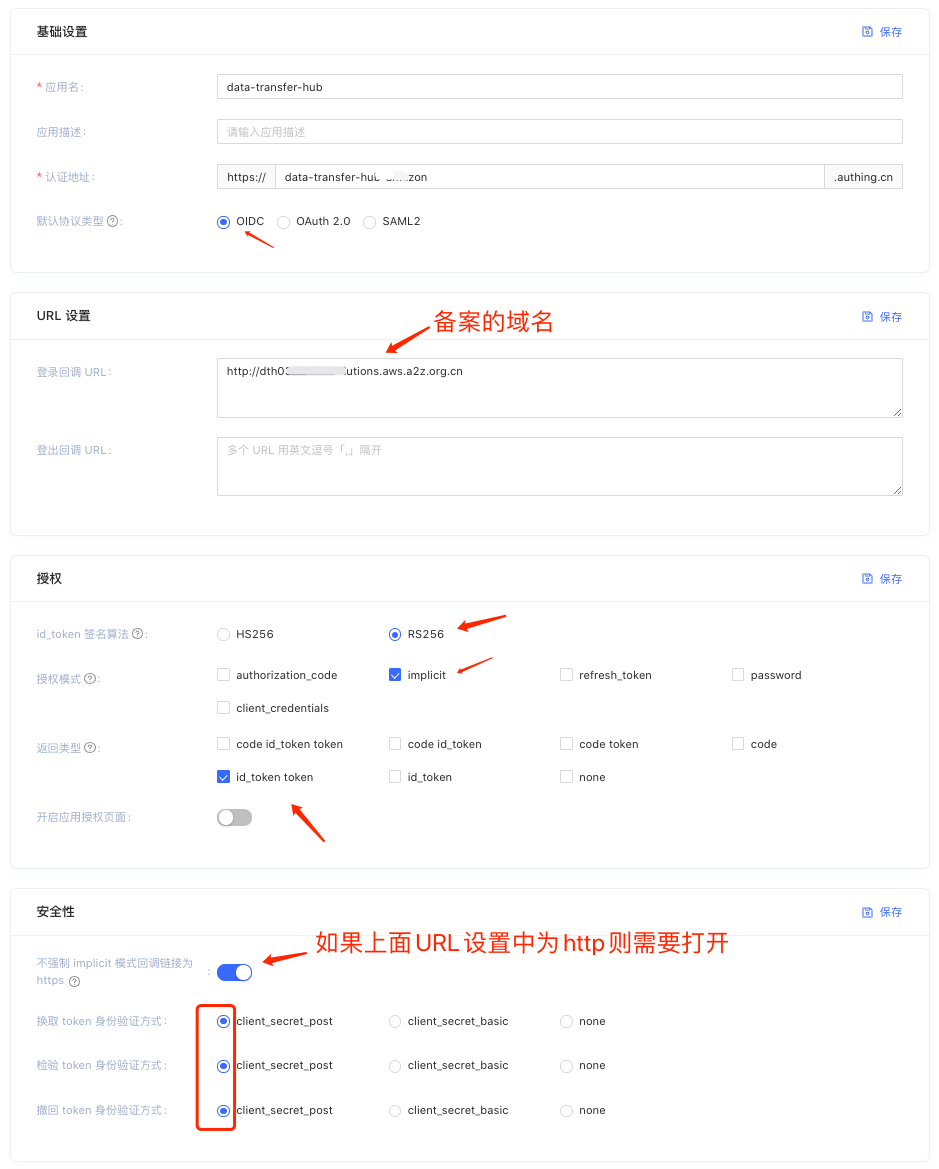 基础设置 保存
* 应用名: data-transfer-hub
应用描述: 请输入应用描述
* 认证地址: https:// data-transfer-hub zon .authing.cn
默认协议类型 ? : OIDC OAuth 2.0 SAML2
URL 设置 保存
备案的域名
登录回调 URL: http://dth03 utions.aws.a2z.org.cn
登出回调 URL: 多个 URL 用英文逗号「,」隔开
授权 保存
id_token 签名算法 ? : HS256 RS256
授权模式 ? : authorization_code implicit refresh_token password
client_credentials
返回类型 ? : code id_token token code id_token code token code
id_token token id_token none
开启应用授权页面:
安全性 保存
如果上面URL设置中为http则需要打开
不强制 implicit 模式回调链接为
https ? :
换取 token 身份验证方式: client_secret_post client_secret_basic none
检验 token 身份验证方式: client_secret_post client_secret_basic none
撤回 token 身份验证方式: client_secret_post client_secret_basic none